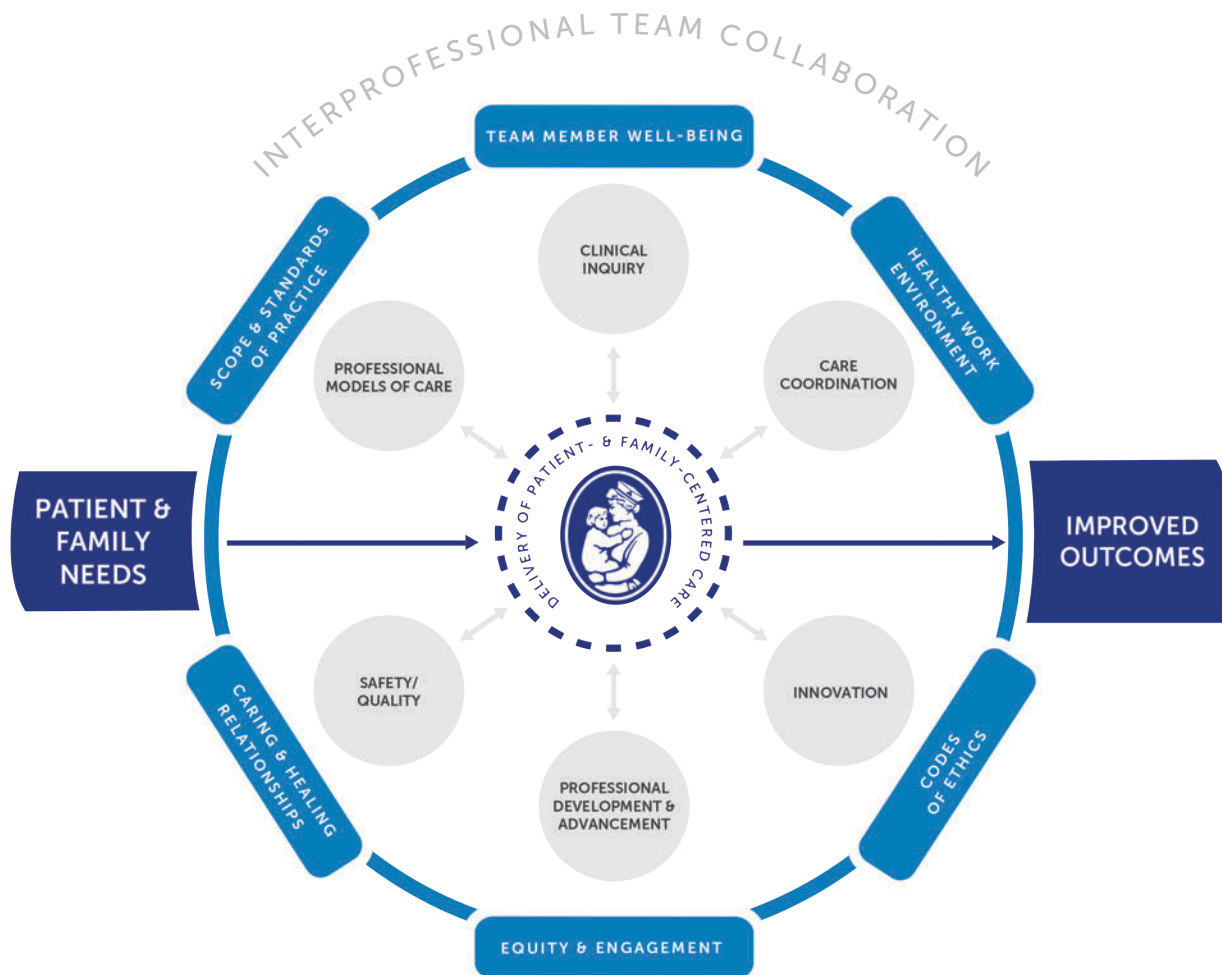 INTERPROFESSIONAL TEAM COLLABORATION
TEAM MEMBER WELL-BEING
SCOPE & STANDARDS
OF PRACTICE
HEALTHY WORK
ENVIRONMENT
CLINICAL
INQUIRY
PROFESSIONAL
MODELS OF CARE
CARE
COORDINATION
DELIVERY OF PATIENT- & FAMILY-CENTERED CARE
PATIENT &
FAMILY
NEEDS
IMPROVED
OUTCOMES
SAFETY/
QUALITY
INNOVATION
PROFESSIONAL
DEVELOPMENT &
ADVANCEMENT
CARING & HEALING
RELATIONSHIPS
CODES
OF ETHICS
EQUITY & ENGAGEMENT